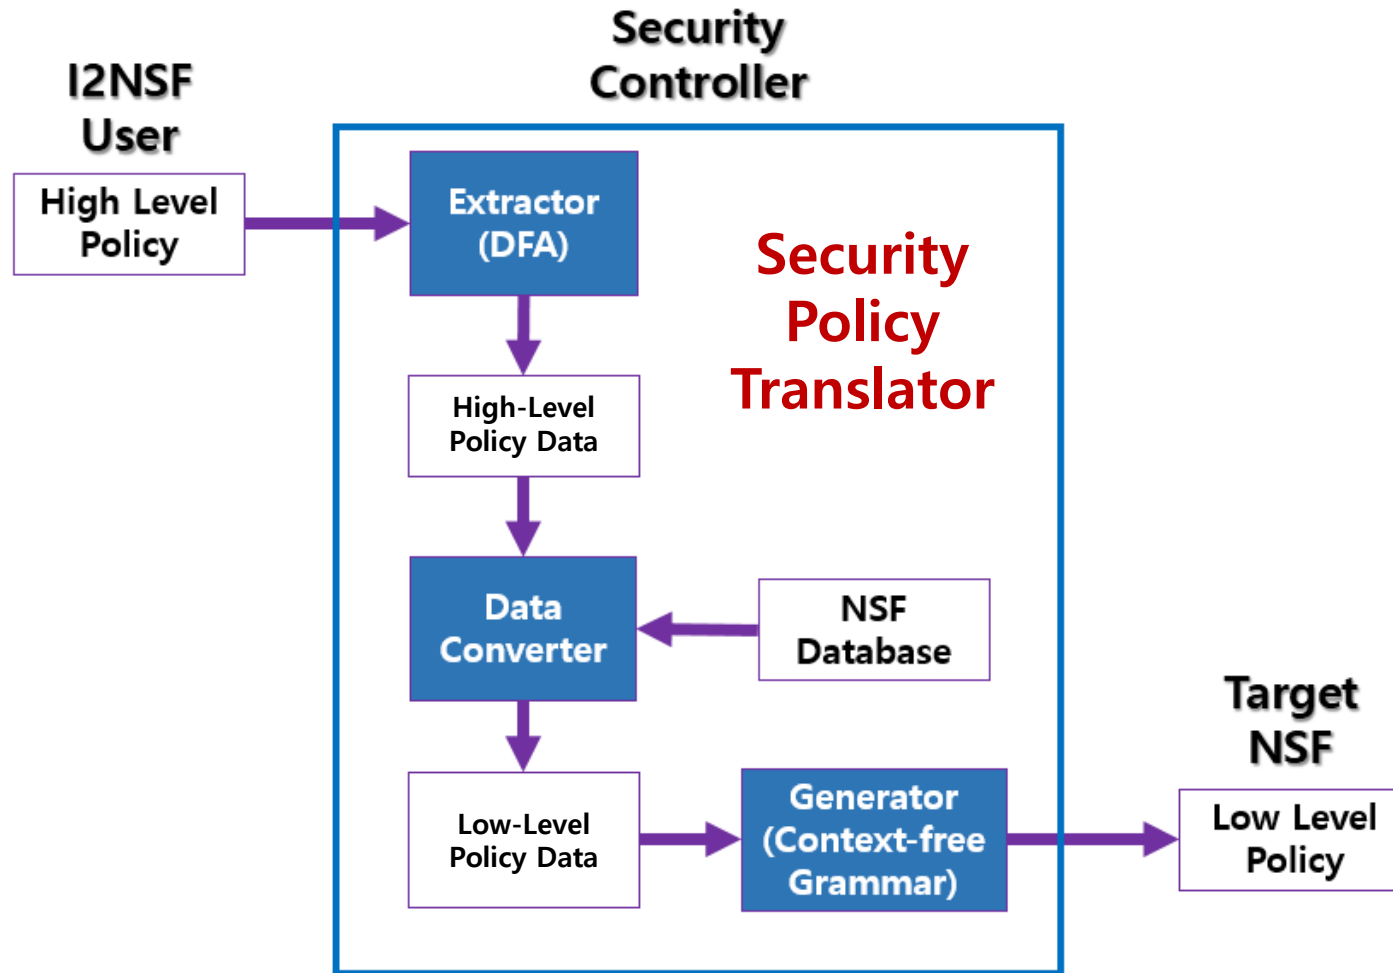 Security
Controller
I2NSF
User
High Level
Policy
Extractor
(DFA)
Security
Policy
Translator
High-Level
Policy Data
Data
Converter
NSF
Database
Low-Level
Policy Data
Generator
(Context-free
Grammar)
Target
NSF
Low Level
Policy